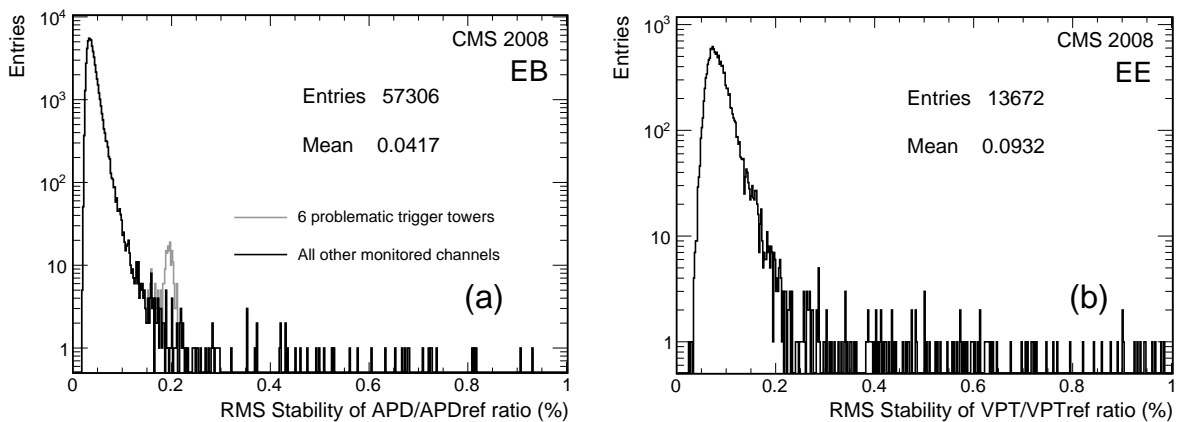 CMS 2008
EB
Entries 57306
Mean 0.0417
6 problematic trigger towers
All other monitored channels
(a)
Entries
10^5
10^4
10^3
10^2
10
1
0 0.2 0.4 0.6 0.8 1
RMS Stability of APD/APDref ratio (%)
CMS 2008
EE
Entries 13672
Mean 0.0932
(b)
Entries
10^3
10^2
10
1
0 0.2 0.4 0.6 0.8 1
RMS Stability of VPT/VPTref ratio (%)